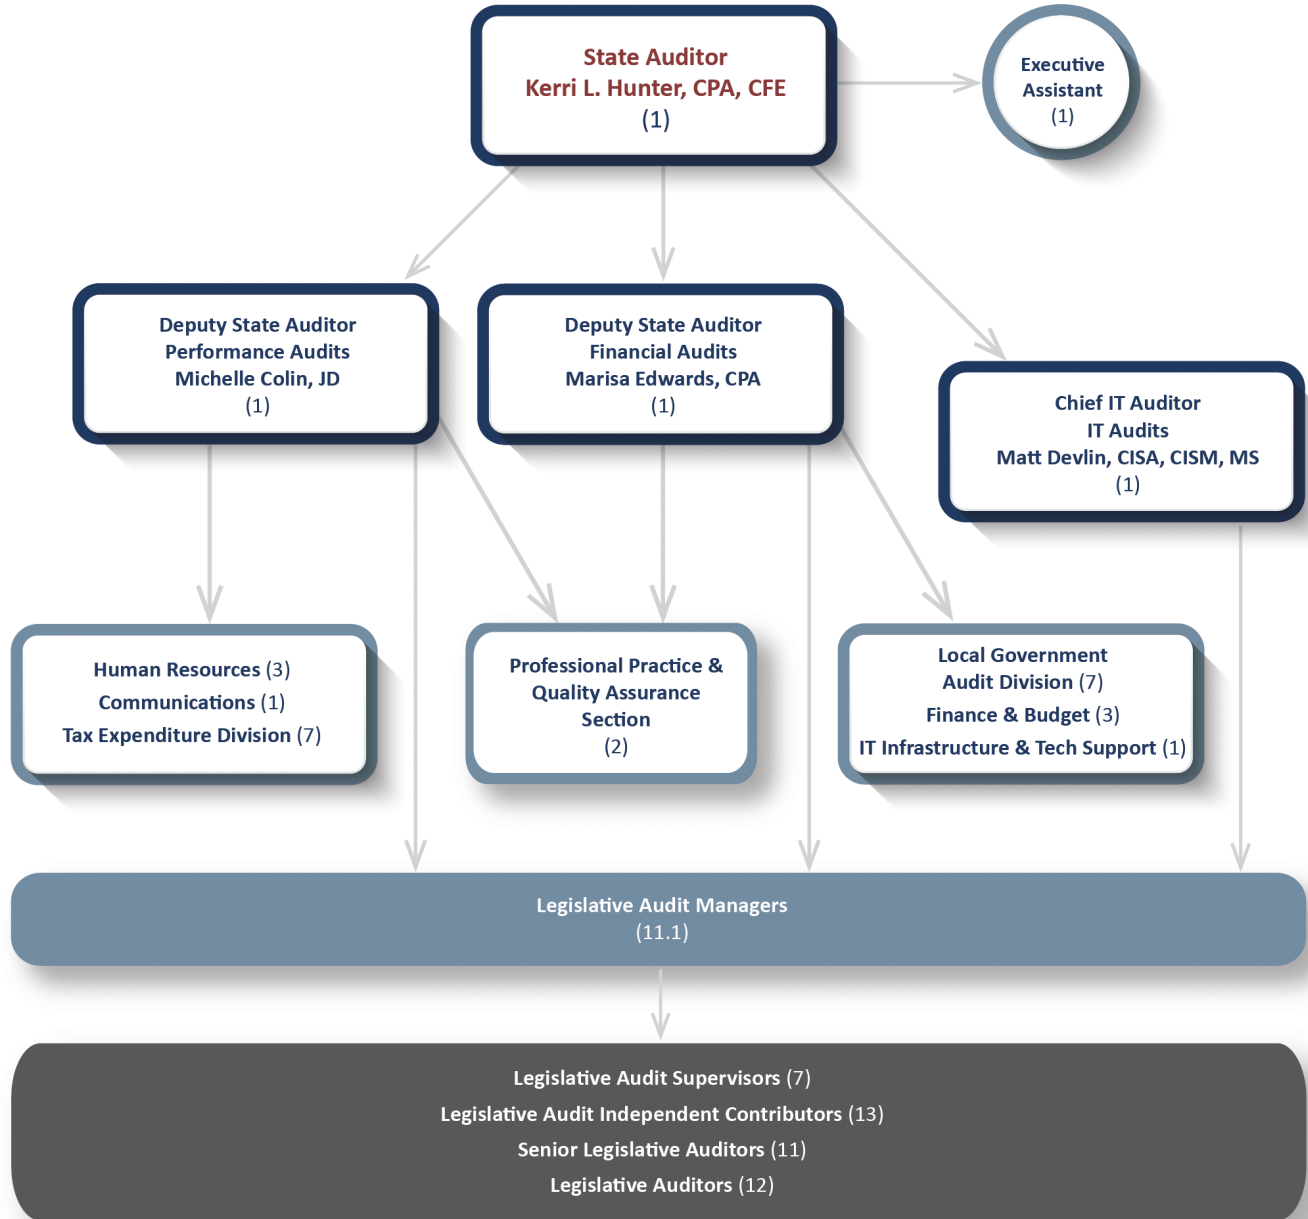 State Auditor
Kerri L. Hunter, CPA, CFE
(1)
Executive
Assistant
(1)
Deputy State Auditor
Performance Audits
Michelle Colin, JD
(1)
Deputy State Auditor
Financial Audits
Marisa Edwards, CPA
(1)
Chief IT Auditor
IT Audits
Matt Devlin, CISA, CISM, MS
(1)
Human Resources (3)
Communications (1)
Tax Expenditure Division (7)
Professional Practice &
Quality Assurance
Section
(2)
Local Government
Audit Division (7)
Finance & Budget (3)
IT Infrastructure & Tech Support (1)
Legislative Audit Managers
(11.1)
Legislative Audit Supervisors (7)
Legislative Audit Independent Contributors (13)
Senior Legislative Auditors (11)
Legislative Auditors (12)